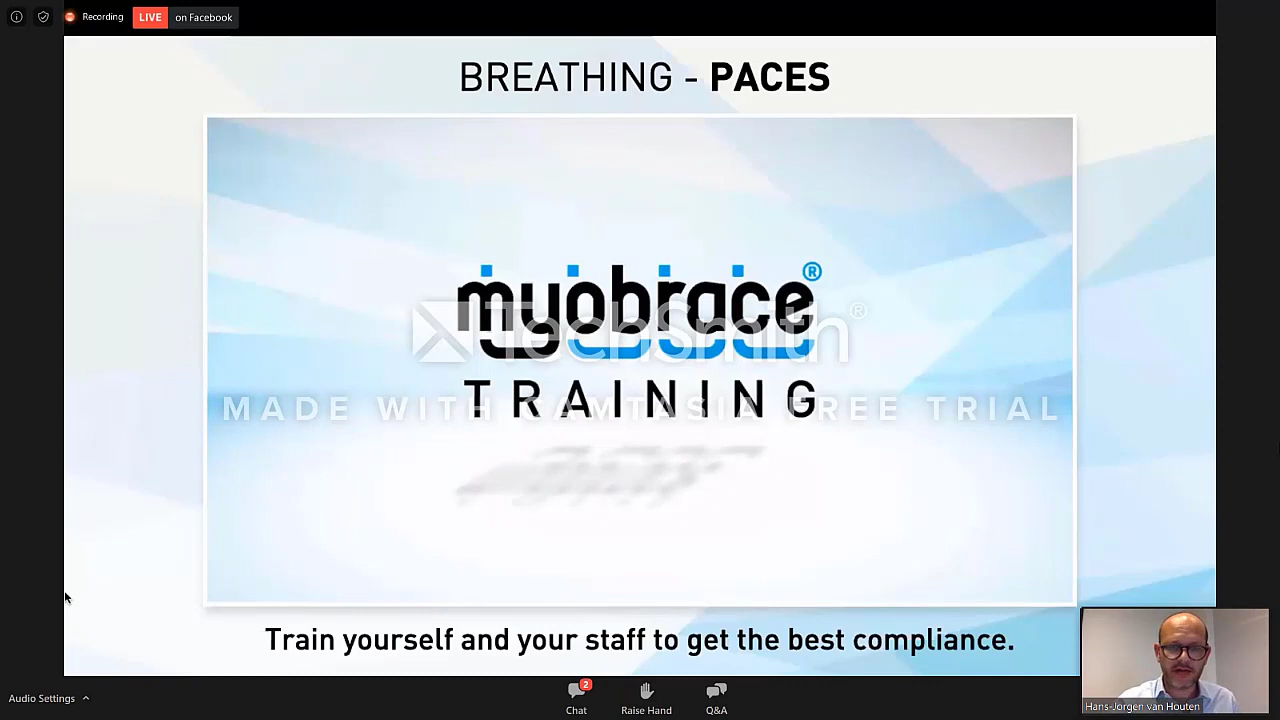 Recording
LIVE
on Facebook
BREATHING - PACES
myobrace®
TechSmith®
TRAINING
MADE WITH CAMTASIA FREE TRIAL
Train yourself and your staff to get the best compliance.
Hans-Jorgen van Houten
Audio Settings
2
Chat
Raise Hand
Q&A